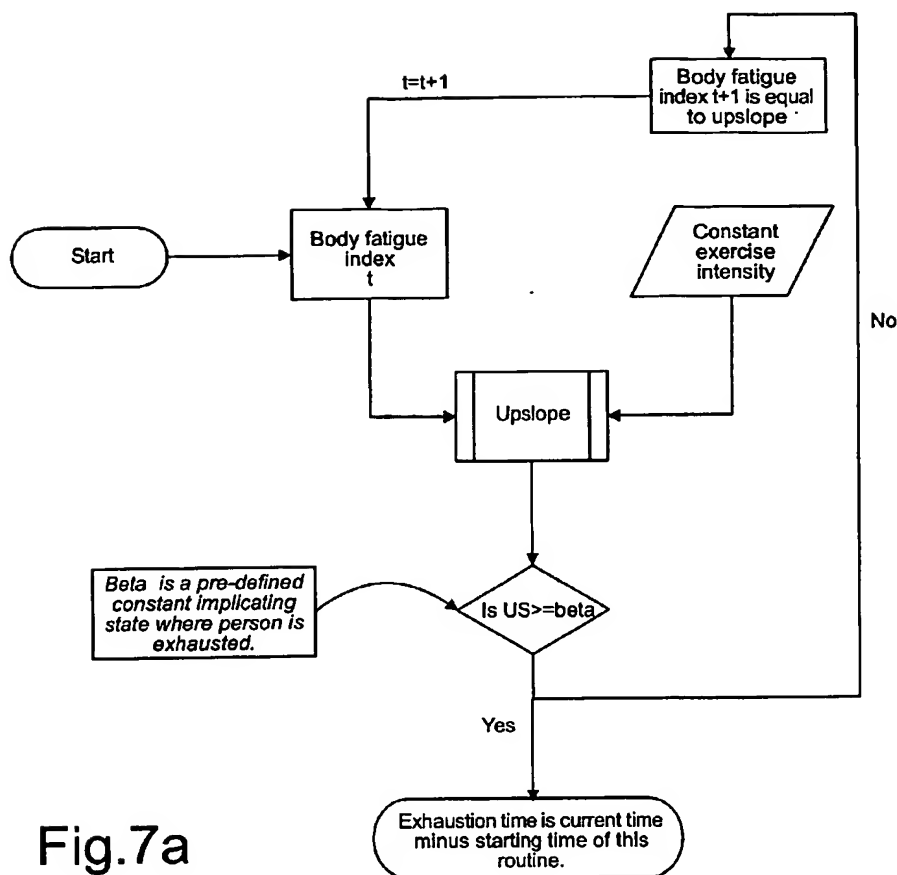 t=t+1
Body fatigue
index t+1 is equal
to upslope
Start
Body fatigue
index
t
Constant
exercise
intensity
No
Upslope
Beta is a pre-defined
constant implicating
state where person is
exhausted.
Is US>=beta
Yes
Exhaustion time is current time
minus starting time of this
routine.
Fig.7a